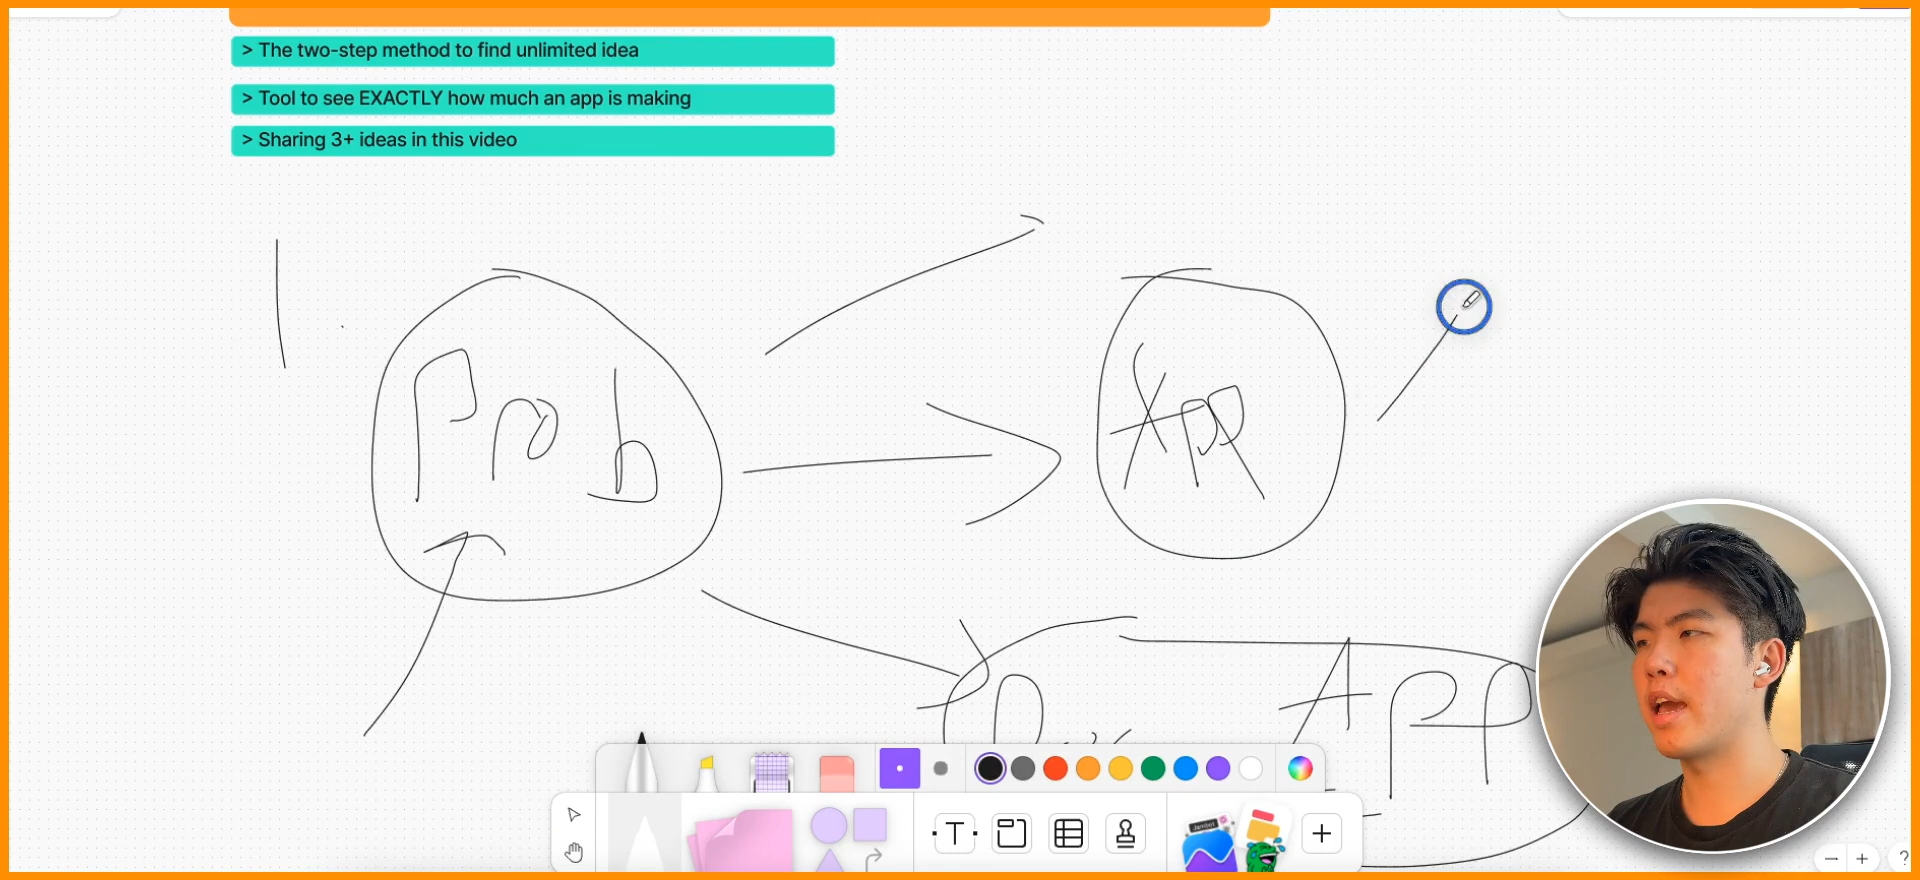 > The two-step method to find unlimited idea
> Tool to see EXACTLY how much an app is making
> Sharing 3+ ideas in this video
1.
Prob
App
APP
T
?